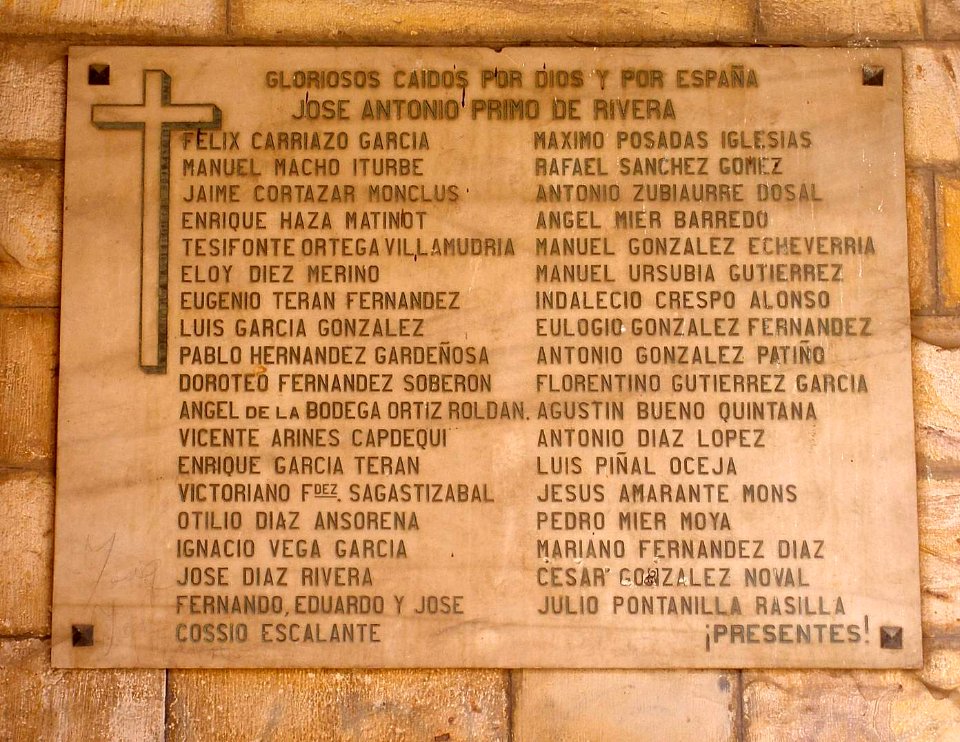 GLORIOSOS CAIDOS POR DIOS Y POR ESPAÑA
JOSE ANTONIO PRIMO DE RIVERA
FELIX CARRIAZO GARCIA
MANUEL MACHO ITURBE
JAIME CORTAZAR MONCLUS
ENRIQUE HAZA MATINOT
TESIFONTE ORTEGA VILLAMUDRIA
ELOY DIEZ MERINO
EUGENIO TERAN FERNANDEZ
LUIS GARCIA GONZALEZ
PABLO HERNANDEZ GARDEÑOSA
DOROTEO FERNANDEZ SOBERON
ANGEL DE LA BODEGA ORTIZ ROLDAN.
VICENTE ARINES CAPDEQUI
ENRIQUE GARCIA TERAN
VICTORIANO FDEZ. SAGASTIZABAL
OTILIO DIAZ ANSORENA
IGNACIO VEGA GARCIA
JOSE DIAZ RIVERA
FERNANDO, EDUARDO Y JOSE
COSSIO ESCALANTE
MAXIMO POSADAS IGLESIAS
RAFAEL SANCHEZ GOMEZ
ANTONIO ZUBIAURRE DOSAL
ANGEL MIER BARREDO
MANUEL GONZALEZ ECHEVERRIA
MANUEL URSUBIA GUTIERREZ
INDALECIO CRESPO ALONSO
EULOGIO GONZALEZ FERNANDEZ
ANTONIO GONZALEZ PATIÑO
FLORENTINO GUTIERREZ GARCIA
AGUSTIN BUENO QUINTANA
ANTONIO DIAZ LOPEZ
LUIS PIÑAL OCEJA
JESUS AMARANTE MONS
PEDRO MIER MOYA
MARIANO FERNANDEZ DIAZ
CESAR GONZALEZ NOVAL
JULIO PONTANILLA RASILLA
¡PRESENTES!